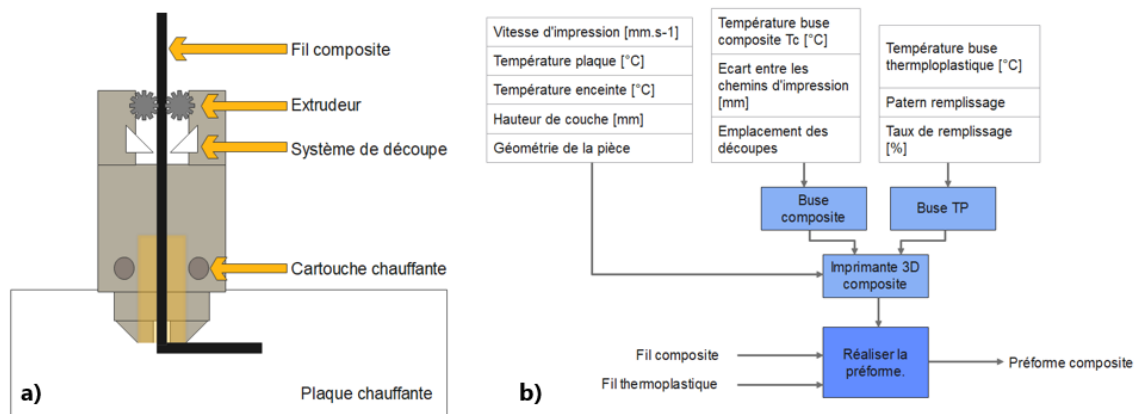 Fil composite
Extrudeur
Système de découpe
Cartouche chauffante
a)
Plaque chauffante
Vitesse d'impression [mm.s-1]
Température plaque [°C]
Température enceinte [°C]
Hauteur de couche [mm]
Géométrie de la pièce
Température buse
composite Tc [°C]
Ecart entre les
chemins d'impression
[mm]
Emplacement des
découpes
Température buse
thermploplastique [°C]
Patern remplissage
Taux de remplissage
[%]
Buse
composite
Buse TP
Imprimante 3D
composite
Fil composite
Fil thermoplastique
Réaliser la
préforme.
Préforme composite
b)